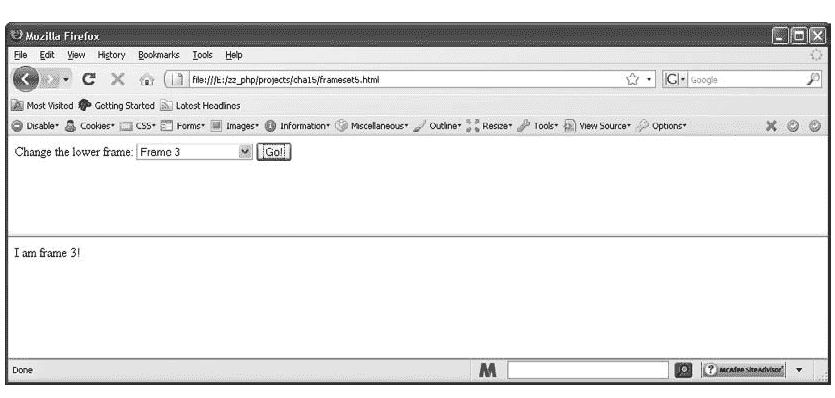 Mozilla Firefox
File Edit View History Bookmarks Tools Help
file:///E:/zz_php/projects/cha15/frameset5.html
G Google
Most Visited Getting Started Latest Headlines
Disable Cookies CSS Forms Images Information Miscellaneous Outline Resize Tools View Source Options
Change the lower frame: Frame 3 Go!
I am frame 3!
Done M McAfee SiteAdvisor